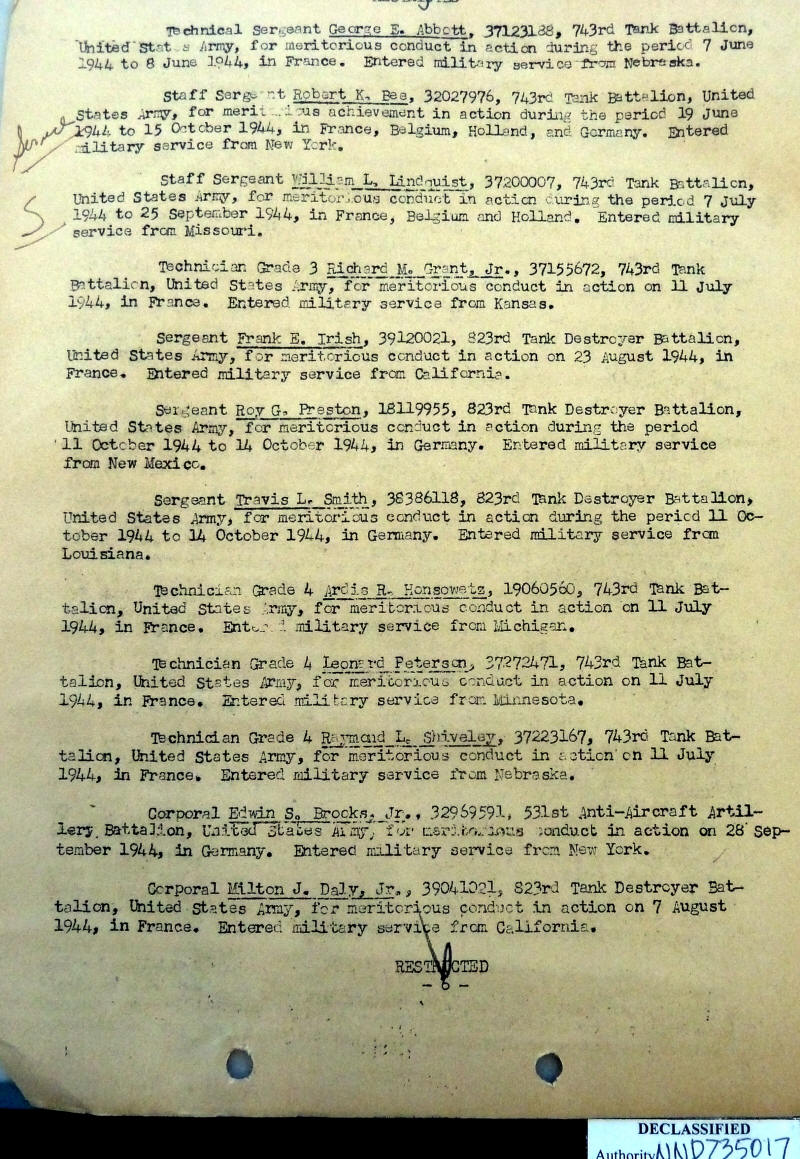 Technical Sergeant George E. Abbott, 37123188, 743rd Tank Battalion,
United States Army, for meritorious conduct in action during the period 7 June
1944 to 8 June 1944, in France. Entered military service from Nebraska.
Staff Sergeant Robert K. Bee, 32027976, 743rd Tank Battalion, United
States Army, for meritorious achievement in action during the period 19 June
1944 to 15 October 1944, in France, Belgium, Holland, and Germany. Entered
military service from New York.
Staff Sergeant William L. Lindquist, 37200007, 743rd Tank Battalion,
United States Army, for meritorious conduct in action during the period 7 July
1944 to 25 September 1944, in France, Belgium and Holland. Entered military
service from Missouri.
Technician Grade 3 Richard M. Grant, Jr., 37155672, 743rd Tank
Battalion, United States Army, for meritorious conduct in action on 11 July
1944, in France. Entered military service from Kansas.
Sergeant Frank E. Irish, 39120021, 823rd Tank Destroyer Battalion,
United States Army, for meritorious conduct in action on 23 August 1944, in
France. Entered military service from California.
Sergeant Roy G. Preston, 18119955, 823rd Tank Destroyer Battalion,
United States Army, for meritorious conduct in action during the period
11 October 1944 to 14 October 1944, in Germany. Entered military service
from New Mexico.
Sergeant Travis L. Smith, 38386118, 823rd Tank Destroyer Battalion,
United States Army, for meritorious conduct in action during the period 11 Oc-
tober 1944 to 14 October 1944, in Germany. Entered military service from
Louisiana.
Technician Grade 4 Ardis R. Honsowetz, 19060560, 743rd Tank Bat-
talion, United States Army, for meritorious conduct in action on 11 July
1944, in France. Entered military service from Michigan.
Technician Grade 4 Leonard Peterson, 37272471, 743rd Tank Bat-
talion, United States Army, for meritorious conduct in action on 11 July
1944, in France. Entered military service from Minnesota.
Technician Grade 4 Raymond L. Shiveley, 37223167, 743rd Tank Bat-
talion, United States Army, for meritorious conduct in action on 11 July
1944, in France. Entered military service from Nebraska.
Corporal Edwin S. Brooks, Jr., 32969591, 531st Anti-Aircraft Artil-
lery Battalion, United States Army, for meritorious conduct in action on 28 Sep-
tember 1944, in Germany. Entered military service from New York.
Corporal Milton J. Daly, Jr., 39041021, 823rd Tank Destroyer Bat-
talion, United States Army, for meritorious conduct in action on 7 August
1944, in France. Entered military service from California.
RESTRICTED
- 6 -
DECLASSIFIED
Authority NND735017